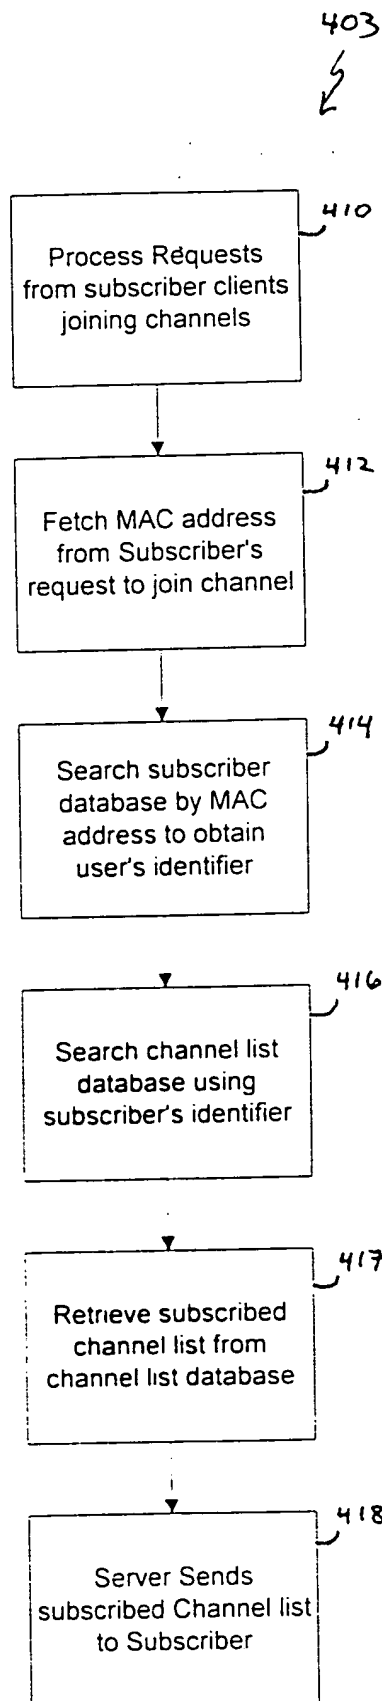 403
410
Process Requests
from subscriber clients
joining channels
412
Fetch MAC address
from Subscriber's
request to join channel
414
Search subscriber
database by MAC
address to obtain
user's identifier
416
Search channel list
database using
subscriber's identifier
417
Retrieve subscribed
channel list from
channel list database
418
Server Sends
subscribed Channel list
to Subscriber